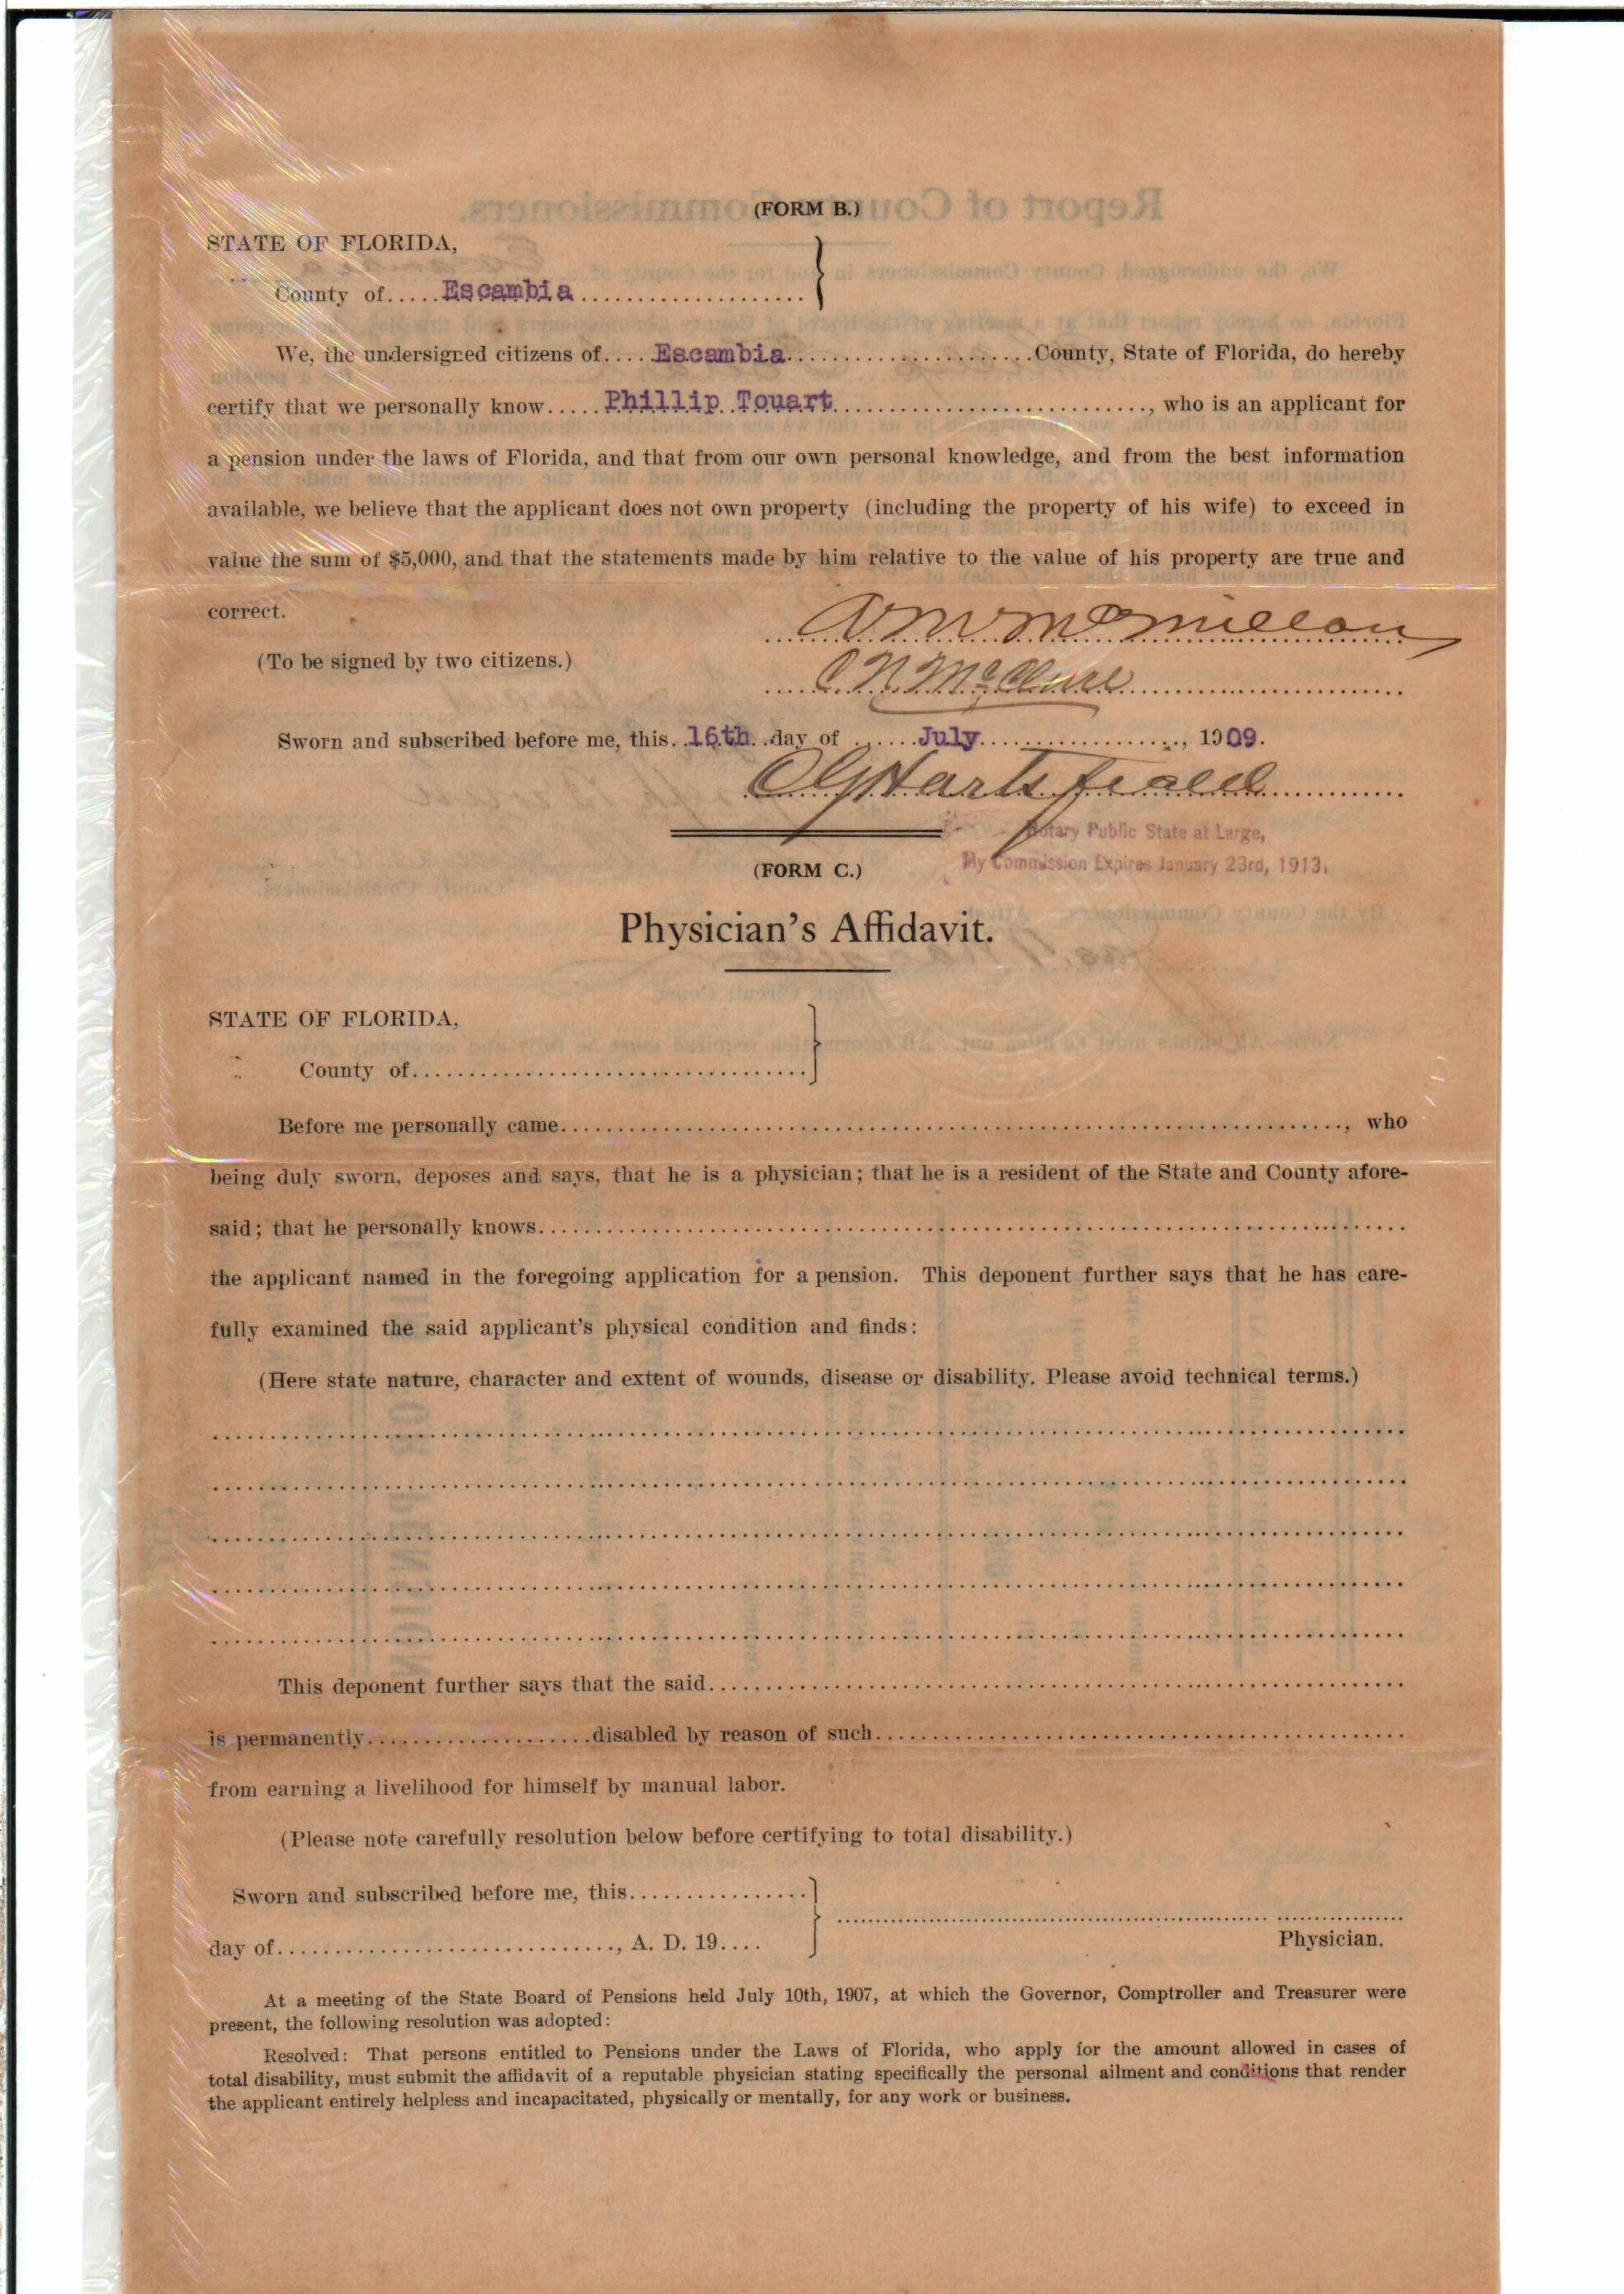 (FORM B.)
STATE OF FLORIDA,
County of.....Escambia....................
We, the undersigned citizens of.....Escambia......................County, State of Florida, do hereby
certify that we personally know.....Phillip Touart............................, who is an applicant for
a pension under the laws of Florida, and that from our own personal knowledge, and from the best information
available, we believe that the applicant does not own property (including the property of his wife) to exceed in
value the sum of $5,000, and that the statements made by him relative to the value of his property are true and
correct.
McMillan
(To be signed by two citizens.)
C. N. McClure
Sworn and subscribed before me, this..16th..day of ......July..................., 1909.
Hartsfield
Notary Public State at Large,
My Commission Expires January 23rd, 1913.
(FORM C.)
Physician's Affidavit.
STATE OF FLORIDA,
County of...................................
Before me personally came..................................................................., who
being duly sworn, deposes and says, that he is a physician; that he is a resident of the State and County afore-
said; that he personally knows...........................................................................
the applicant named in the foregoing application for a pension. This deponent further says that he has care-
fully examined the said applicant's physical condition and finds:
(Here state nature, character and extent of wounds, disease or disability. Please avoid technical terms.)
This deponent further says that the said...........................................................
is permanently....................disabled by reason of such..............................................
from earning a livelihood for himself by manual labor.
(Please note carefully resolution below before certifying to total disability.)
Sworn and subscribed before me, this................
day of.............................., A. D. 19....
Physician.
At a meeting of the State Board of Pensions held July 10th, 1907, at which the Governor, Comptroller and Treasurer were
present, the following resolution was adopted:
Resolved: That persons entitled to Pensions under the Laws of Florida, who apply for the amount allowed in cases of
total disability, must submit the affidavit of a reputable physician stating specifically the personal ailment and conditions that render
the applicant entirely helpless and incapacitated, physically or mentally, for any work or business.